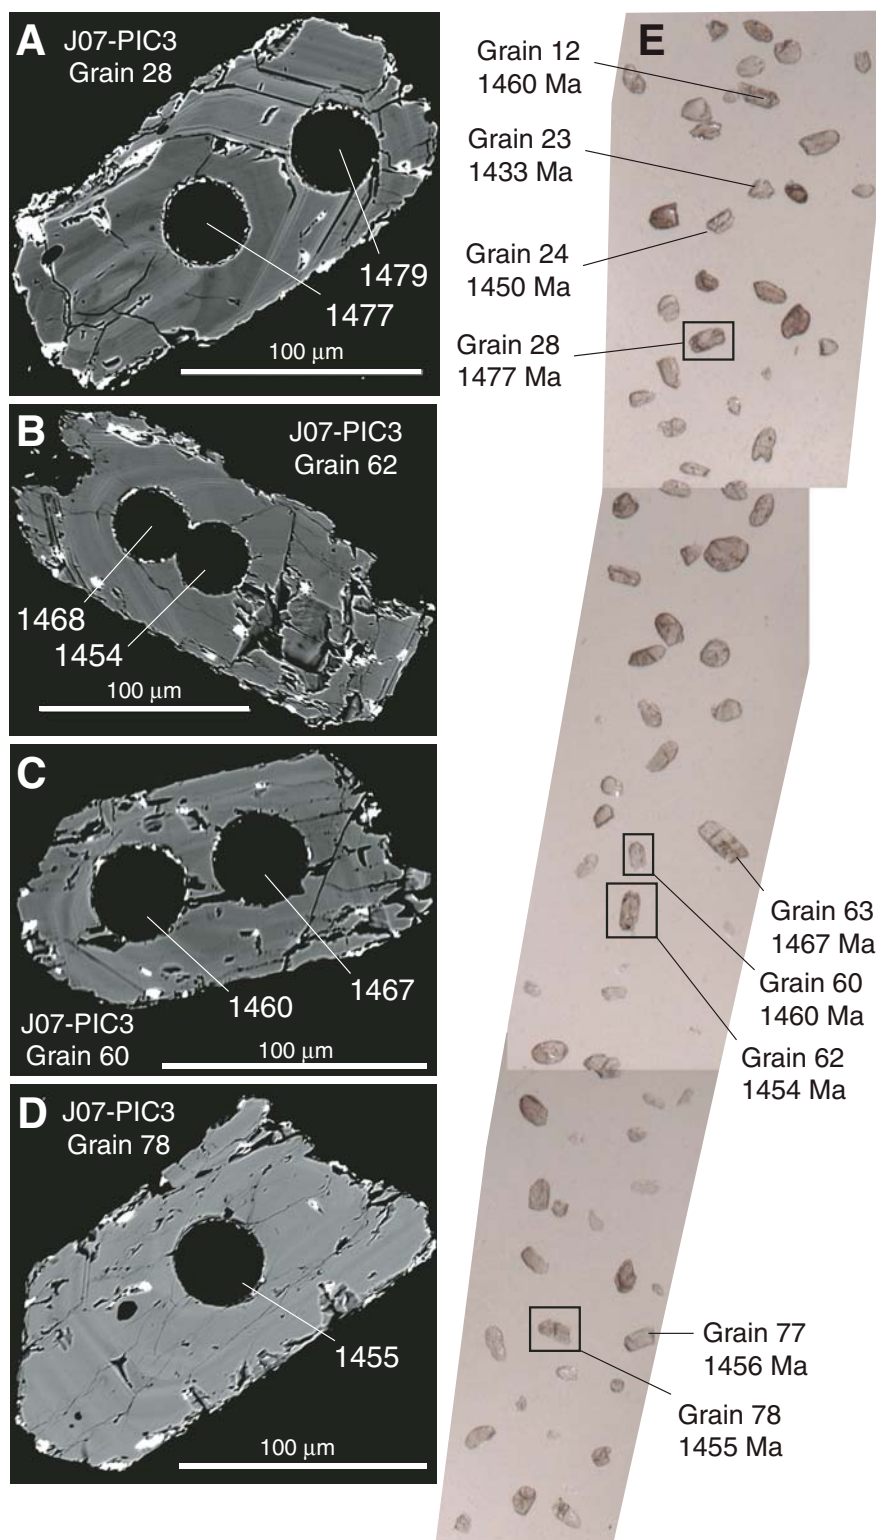 A
J07-PIC3
Grain 28
1479
1477
100 µm
B
J07-PIC3
Grain 62
1468
1454
100 µm
C
1467
1460
J07-PIC3
Grain 60
100 µm
D
J07-PIC3
Grain 78
1455
100 µm
E
Grain 12
1460 Ma
Grain 23
1433 Ma
Grain 24
1450 Ma
Grain 28
1477 Ma
Grain 63
1467 Ma
Grain 60
1460 Ma
Grain 62
1454 Ma
Grain 77
1456 Ma
Grain 78
1455 Ma